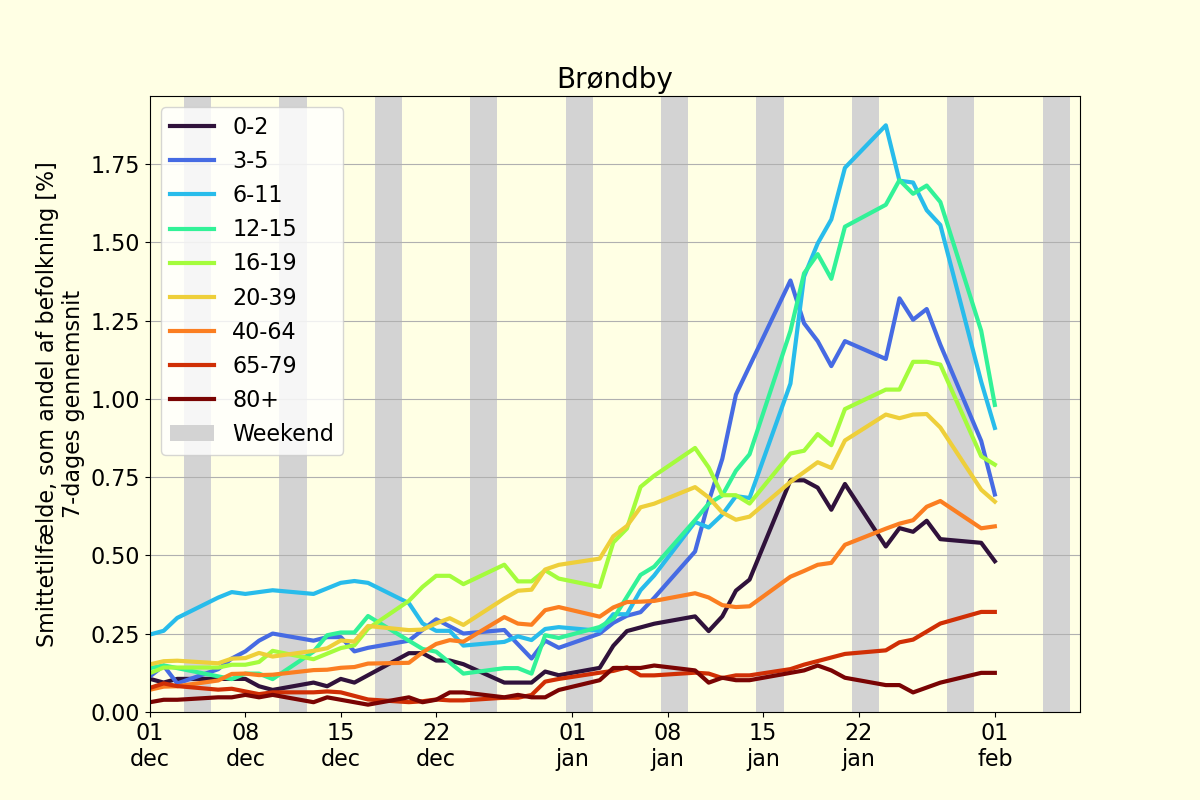 Brøndby
Smittetilfælde, som andel af befolkning [%]
7-dages gennemsnit
1.75
1.50
1.25
1.00
0.75
0.50
0.25
0.00
0-2
3-5
6-11
12-15
16-19
20-39
40-64
65-79
80+
Weekend
01 08 15 22 01 08 15 22 01
dec dec dec dec jan jan jan jan feb